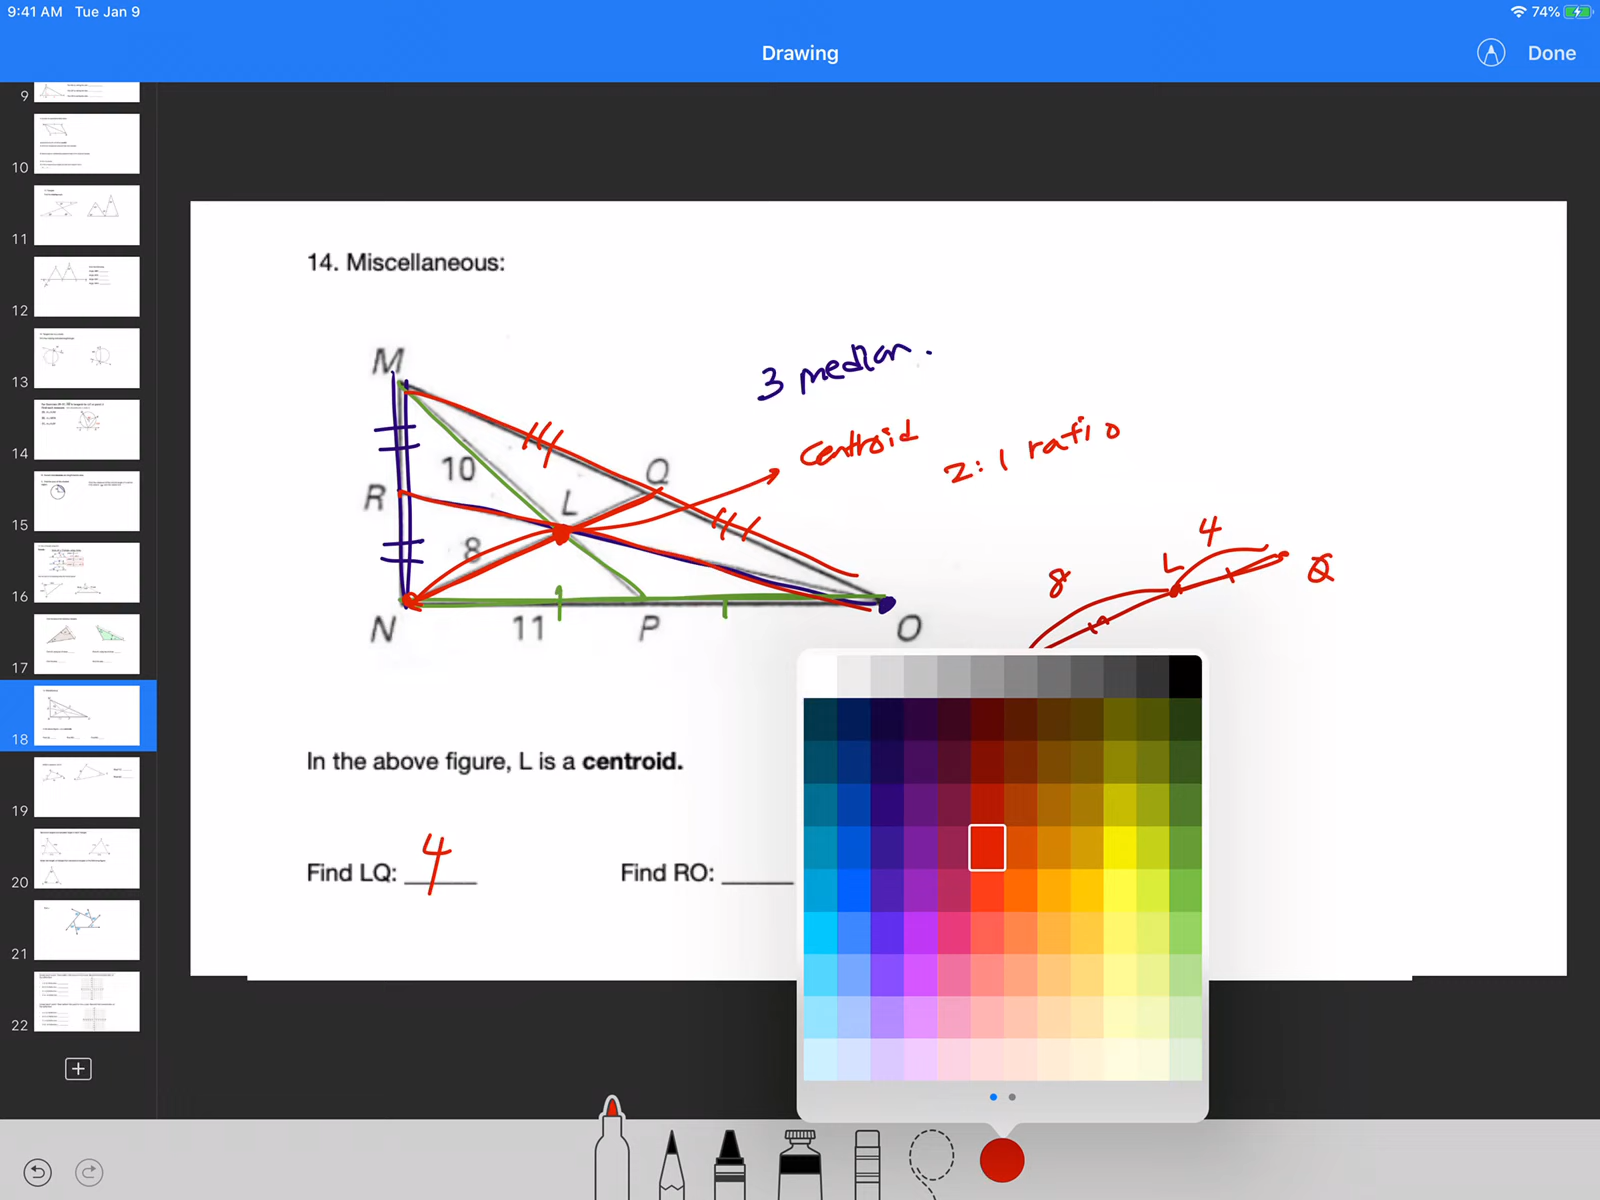 9:41 AM Tue Jan 9
74%
Drawing
Done
9
10
11
12
13
14
15
16
17
18
19
20
21
22
14. Miscellaneous:
M
3 median.
Centroid
2:1 ratio
10
Q
R
L
4
8
L
Q
8
N
11
P
O
In the above figure, L is a centroid.
Find LQ: 4
Find RO: